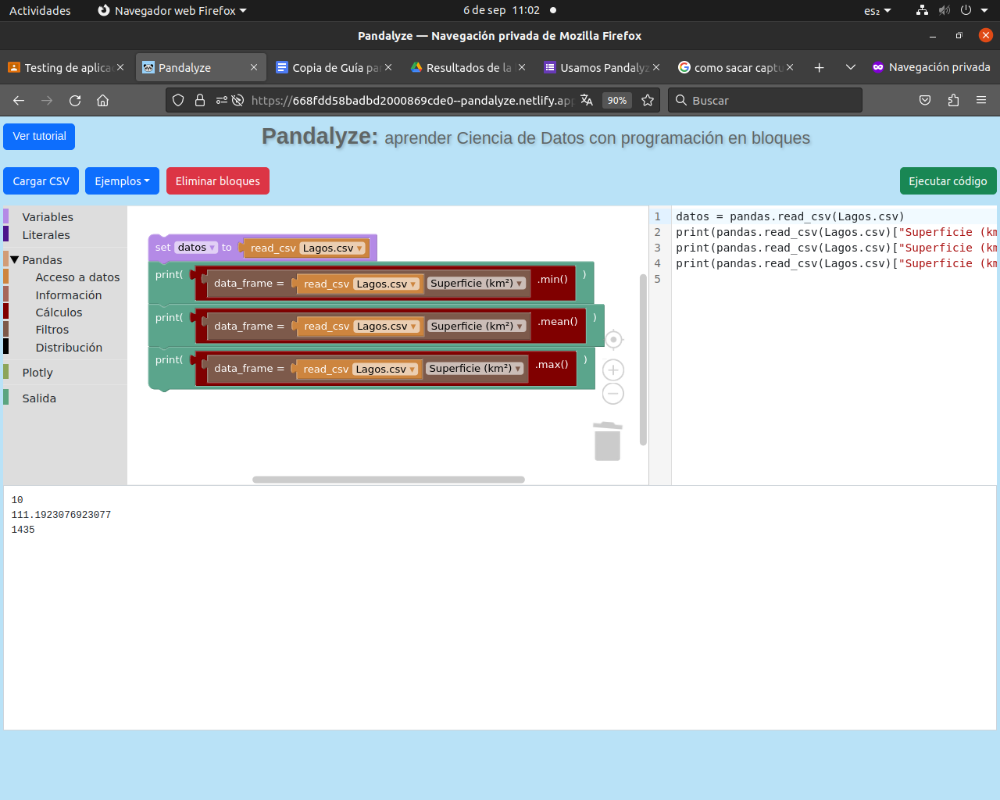 Actividades
Navegador web Firefox
6 de sep 11:02
es₂
Pandalyze — Navegación privada de Mozilla Firefox
Testing de aplica
Pandalyze
Copia de Guía pa
Resultados de la
Usamos Pandalyz
como sacar captu
Navegación privada
https://668fdd58badbd2000869cde0--pandalyze.netlify.app
90%
Buscar
Ver tutorial
Pandalyze: aprender Ciencia de Datos con programación en bloques
Cargar CSV
Ejemplos
Eliminar bloques
Ejecutar código
Variables
Literales
Pandas
Acceso a datos
Información
Cálculos
Filtros
Distribución
Plotly
Salida
set datos to read_csv Lagos.csv
print( data_frame = read_csv Lagos.csv Superficie (km²) .min() )
print( data_frame = read_csv Lagos.csv Superficie (km²) .mean() )
print( data_frame = read_csv Lagos.csv Superficie (km²) .max() )
1 datos = pandas.read_csv(Lagos.csv)
2 print(pandas.read_csv(Lagos.csv)["Superficie (km
3 print(pandas.read_csv(Lagos.csv)["Superficie (km
4 print(pandas.read_csv(Lagos.csv)["Superficie (km
5
10
111.1923076923077
1435